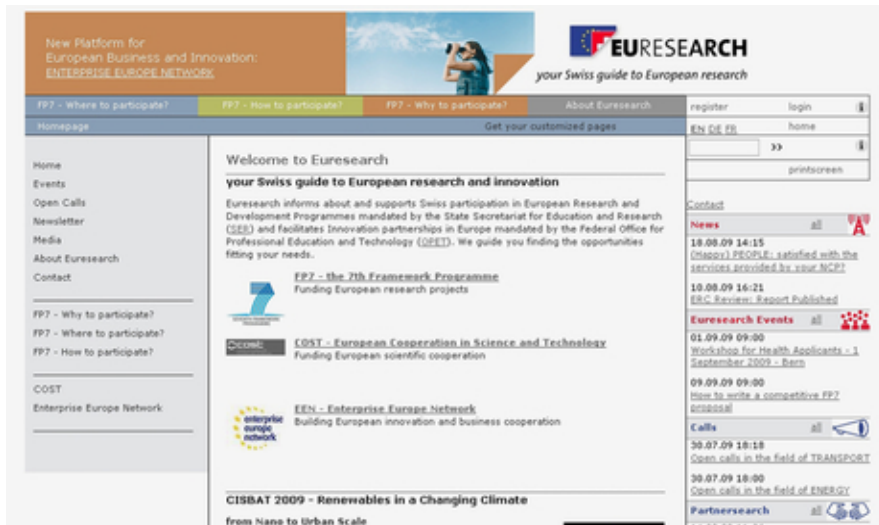 New Platform for
European Business and Innovation:
ENTERPRISE EUROPE NETWORK
EURESEARCH
your Swiss guide to European research
FP7 - Where to participate?
FP7 - How to participate?
FP7 - Why to participate?
About Euresearch
register
login
Homepage
Get your customized pages
EN DE FR
home
>>
printscreen
Home
Events
Open Calls
Newsletter
Media
About Euresearch
Contact
FP7 - Why to participate?
FP7 - Where to participate?
FP7 - How to participate?
COST
Enterprise Europe Network
Welcome to Euresearch
your Swiss guide to European research and innovation
Euresearch informs about and supports Swiss participation in European Research and
Development Programmes mandated by the State Secretariat for Education and Research
(SER) and facilitates Innovation partnerships in Europe mandated by the Federal Office for
Professional Education and Technology (OPET). We guide you finding the opportunities
fitting your needs.
FP7 - the 7th Framework Programme
Funding European research projects
SEVENTH FRAMEWORK
PROGRAMME
cost
COST - European Cooperation in Science and Technology
Funding European scientific cooperation
enterprise
europe
network
EEN - Enterprise Europe Network
Building European innovation and business cooperation
CISBAT 2009 - Renewables in a Changing Climate
from Nano to Urban Scale
Contact
News all
18.08.09 14:15
(Happy) PEOPLE: satisfied with the
services provided by your NCP?
10.08.09 16:21
ERC Review: Report Published
Euresearch Events all
01.09.09 09:00
Workshop for Health Applicants - 1
September 2009 - Bern
09.09.09 09:00
How to write a competitive FP7
proposal
Calls all
30.07.09 18:18
Open calls in the field of TRANSPORT
30.07.09 18:00
Open calls in the field of ENERGY
Partnersearch all